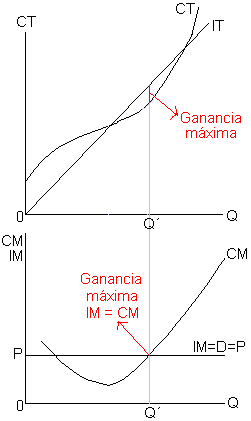 CT
CT
IT
Ganancia
máxima
0
Q´
Q
CM
IM
CM
Ganancia
máxima
IM = CM
P
IM=D=P
0
Q´
Q